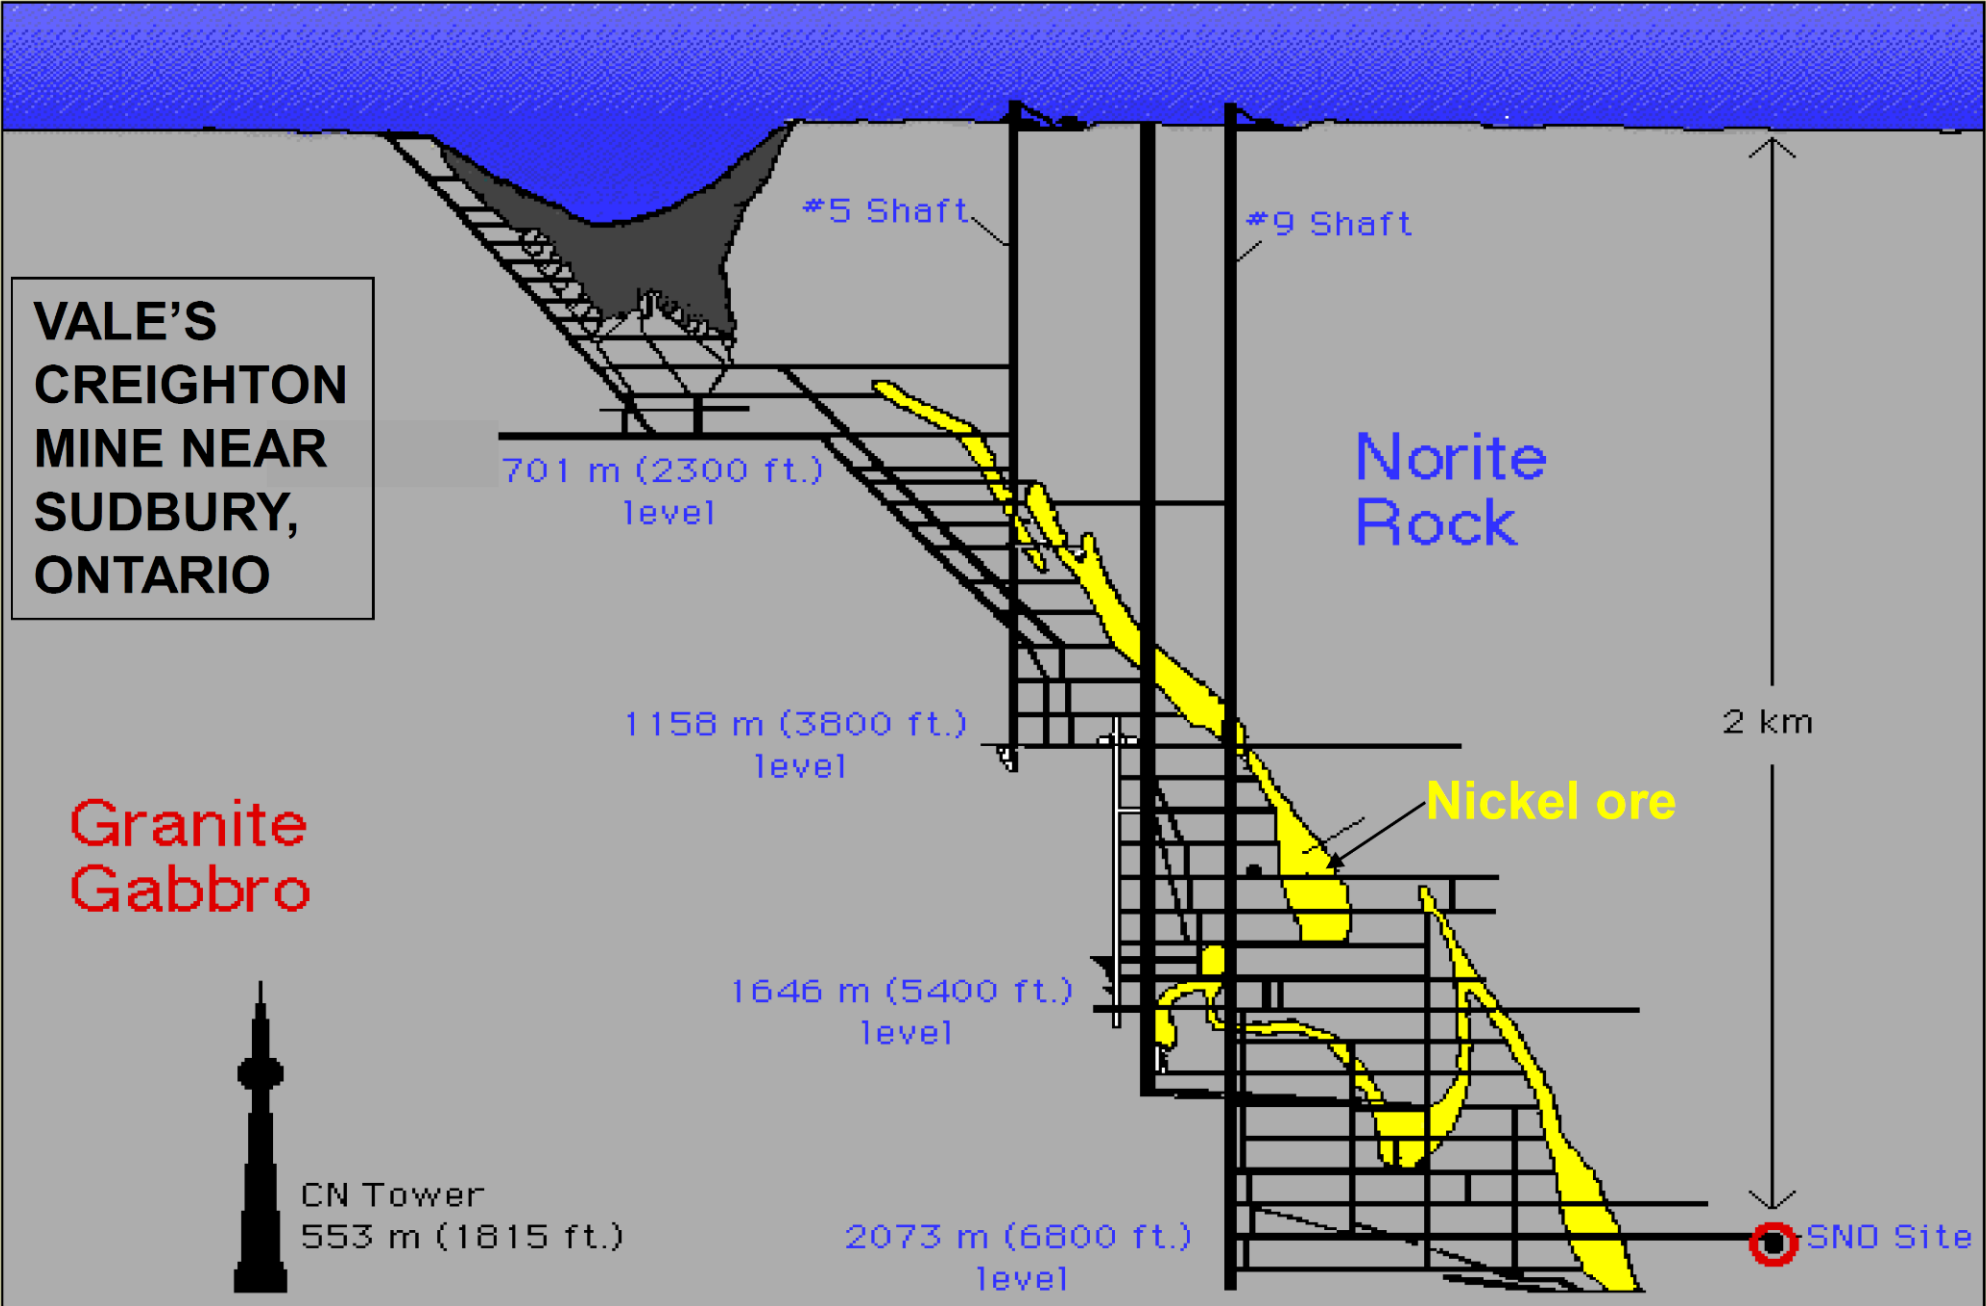 #5 Shaft
#9 Shaft
VALE’S
CREIGHTON
MINE NEAR
SUDBURY,
ONTARIO
701 m (2300 ft.)
level
Norite
Rock
1158 m (3800 ft.)
level
2 km
Nickel ore
Granite
Gabbro
1646 m (5400 ft.)
level
CN Tower
553 m (1815 ft.)
2073 m (6800 ft.)
level
SNO Site